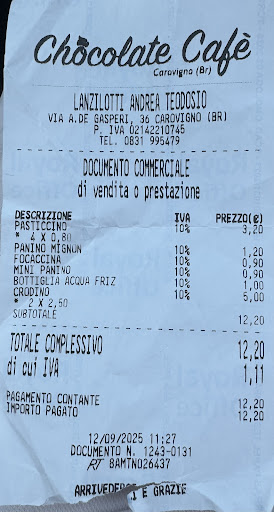 Chocolate Cafè
Carovigno (Br)
LANZILOTTI ANDREA TEODOSIO
VIA A.DE GASPERI, 36 CAROVIGNO (BR)
P. IVA 02142210745
TEL. 0831 995479
DOCUMENTO COMMERCIALE
di vendita o prestazione
DESCRIZIONE IVA PREZZO(€)
PASTICCINO 10% 3,20
* 4 X 0,80
PANINO MIGNON 10% 1,20
FOCACCINA 10% 0,90
MINI PANINO 10% 0,90
BOTTIGLIA ACQUA FRIZ 10% 1,00
CRODINO 10% 5,00
* 2 X 2,50
SUBTOTALE 12,20
TOTALE COMPLESSIVO 12,20
di cui IVA 1,11
PAGAMENTO CONTANTE 12,20
IMPORTO PAGATO 12,20
12/09/2025 11:27
DOCUMENTO N. 1243-0131
RT 8AMTN026437
ARRIVEDERCI E GRAZIE